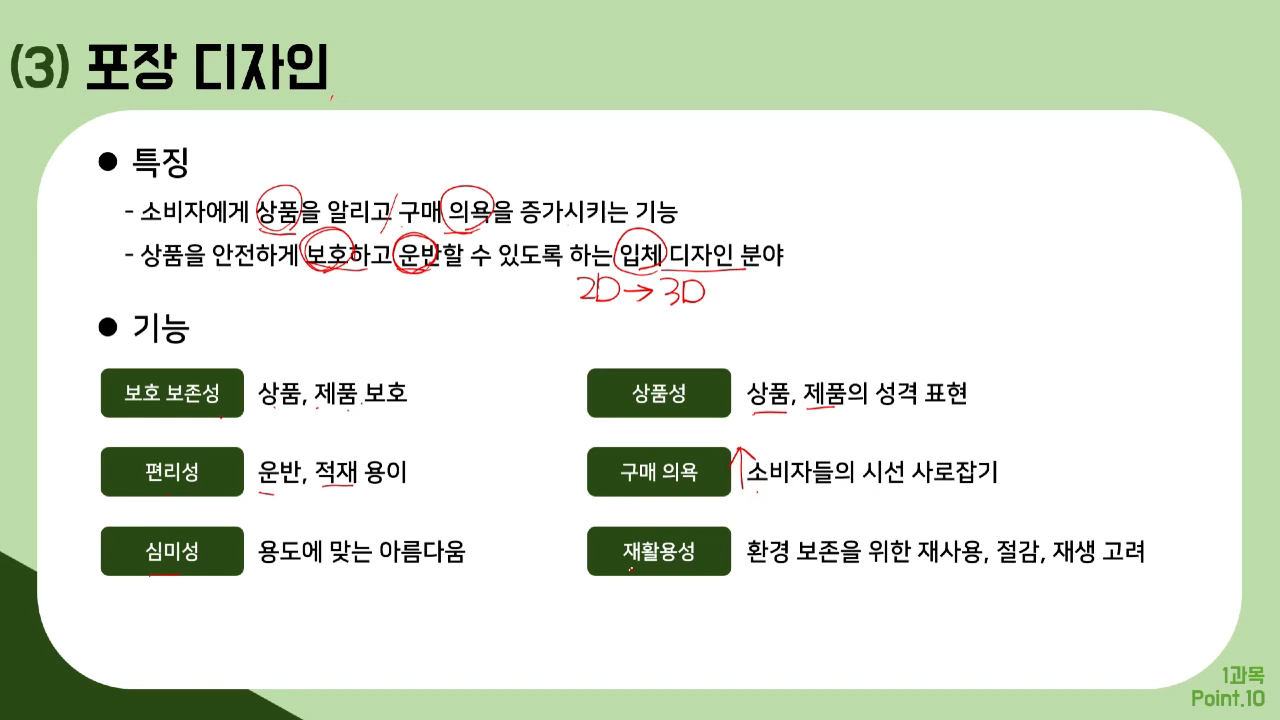 (3) 포장 디자인
● 특징
- 소비자에게 상품을 알리고 구매 의욕을 증가시키는 기능
- 상품을 안전하게 보호하고 운반할 수 있도록 하는 입체 디자인 분야
2D → 3D
● 기능
보호 보존성 상품, 제품 보호
상품성 상품, 제품의 성격 표현
편리성 운반, 적재 용이
구매 의욕 소비자들의 시선 사로잡기
심미성 용도에 맞는 아름다움
재활용성 환경 보존을 위한 재사용, 절감, 재생 고려
1과목
Point.10